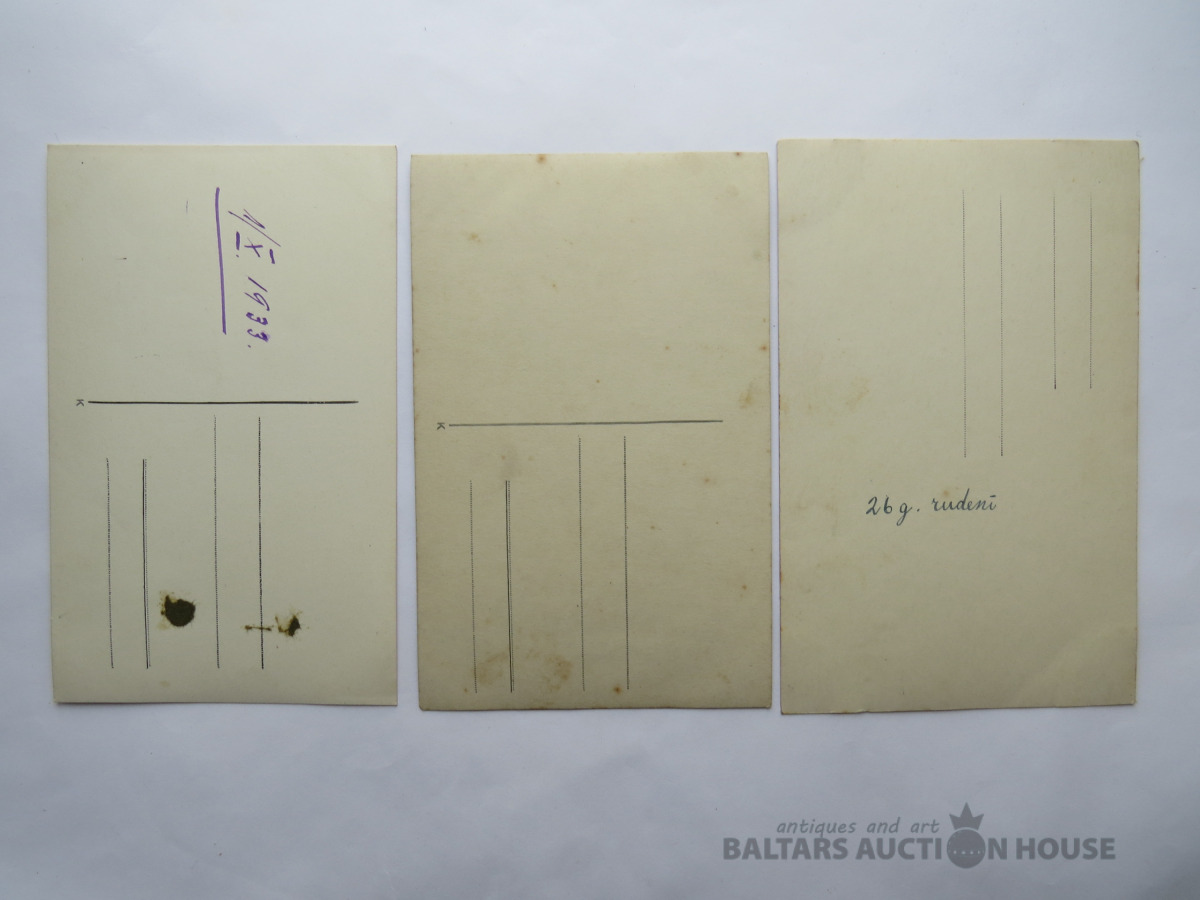 1/X. 1933.
K
K
26 g. rudenī
antiques and art
BALTARS AUCTION HOUSE